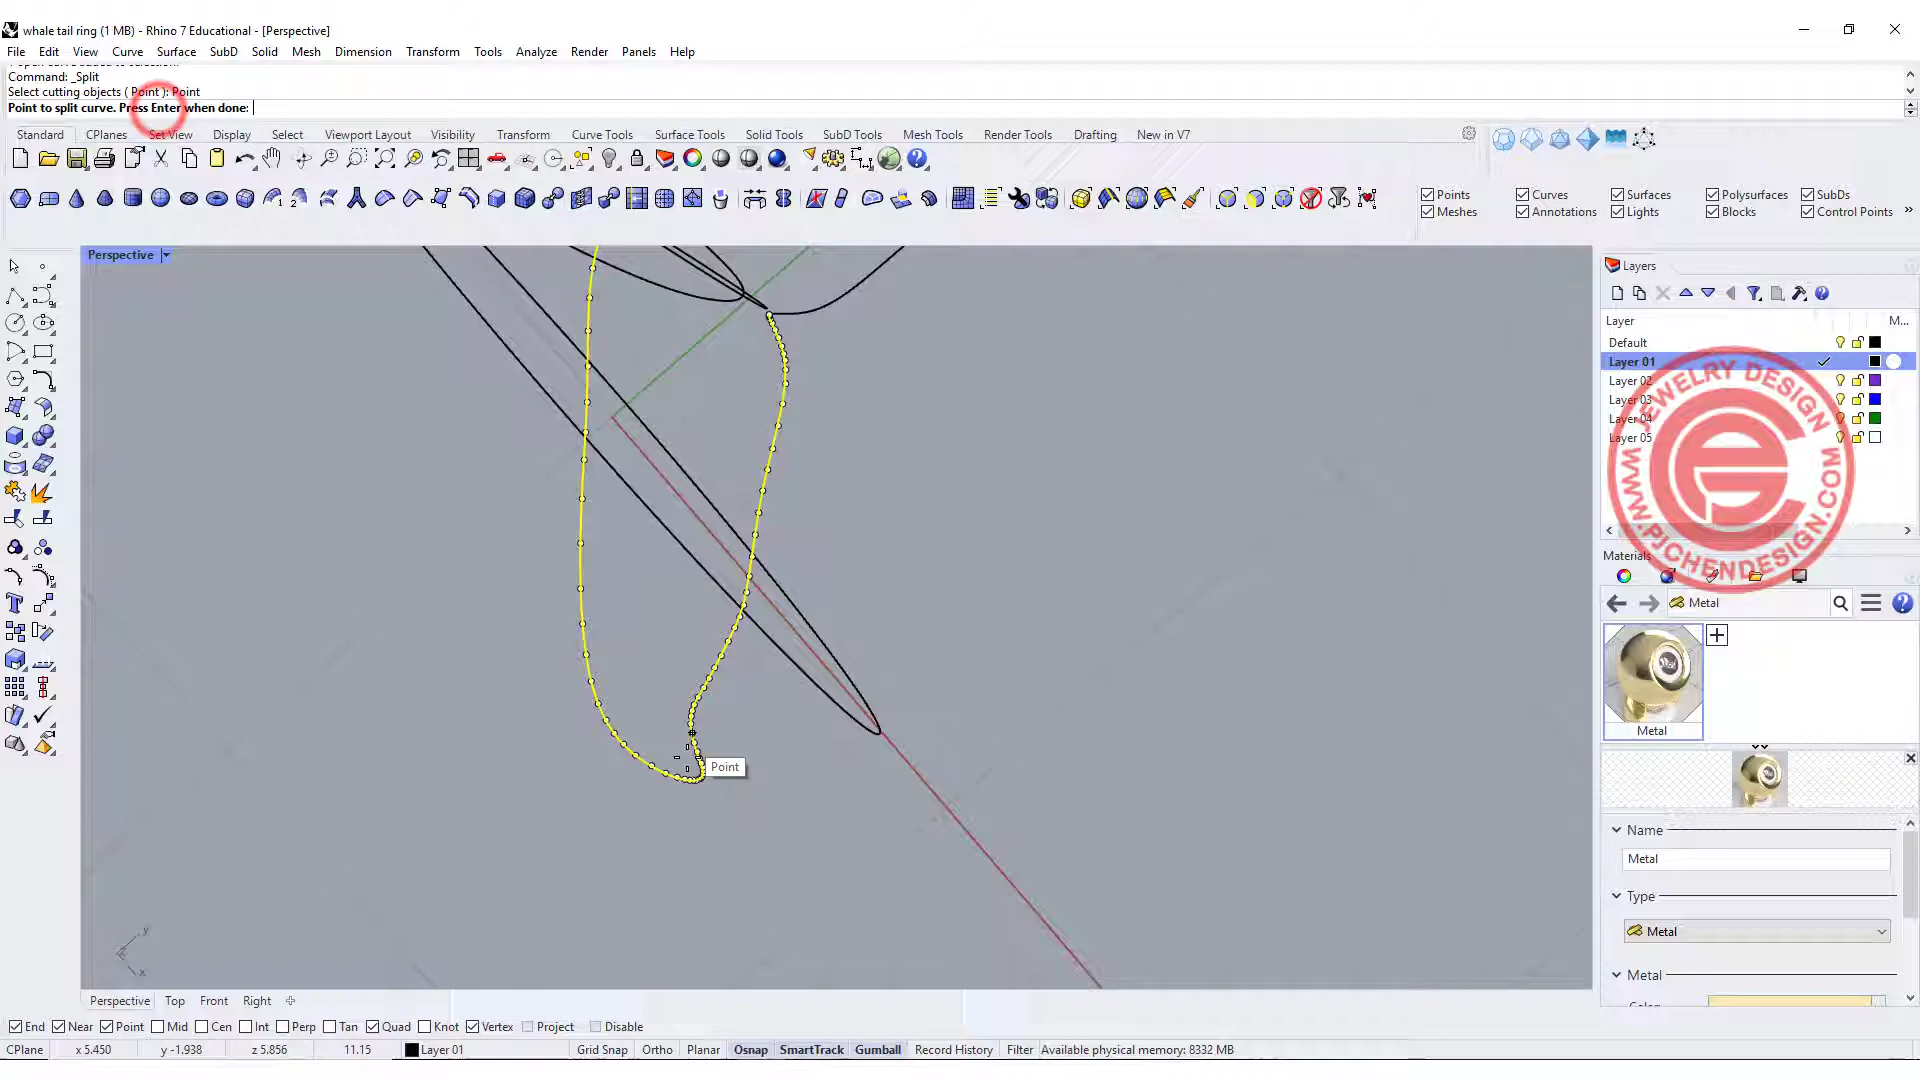 whale tail ring (1 MB) - Rhino 7 Educational - [Perspective]
File Edit View Curve Surface SubD Solid Mesh Dimension Transform Tools Analyze Render Panels Help
Command: _Split
Select cutting objects ( Point ): Point
Point to split curve. Press Enter when done:
Standard CPlanes Set View Display Select Viewport Layout Visibility Transform Curve Tools Surface Tools Solid Tools SubD Tools Mesh Tools Render Tools Drafting New in V7
Points Curves Surfaces Polysurfaces SubDs
Meshes Annotations Lights Blocks Control Points
Perspective
Layers
Layer M...
Default
Layer 01
Layer 02
Layer 03
Layer 04
Layer 05
JEWELRY DESIGN
WWW.PJCHENDESIGN.COM
Materials
Metal
Metal
Point
Name
Metal
Type
Metal
Metal
y
z
x
Perspective Top Front Right
End Near Point Mid Cen Int Perp Tan Quad Knot Vertex Project Disable
CPlane x 5.450 y -1.938 z 5.856 11.15 Layer 01 Grid Snap Ortho Planar Osnap SmartTrack Gumball Record History Filter Available physical memory: 8332 MB